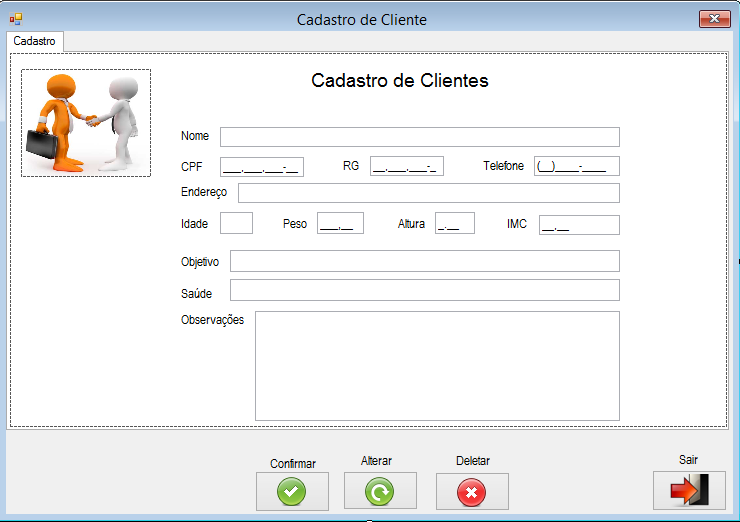 Cadastro de Cliente
Cadastro
Cadastro de Clientes
Nome
CPF ___.___.___-__ RG __.___.___-_ Telefone (__)____-____
Endereço
Idade Peso ___,__ Altura _.__ IMC __.__
Objetivo
Saúde
Observações
Confirmar Alterar Deletar Sair